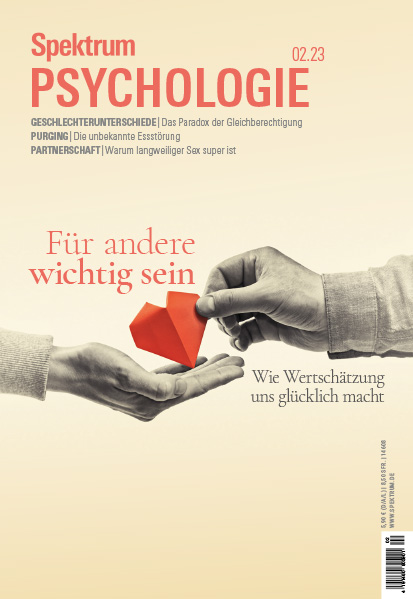 Spektrum
02.23
PSYCHOLOGIE
GESCHLECHTERUNTERSCHIEDE | Das Paradox der Gleichberechtigung
PURGING | Die unbekannte Essstörung
PARTNERSCHAFT | Warum langweiliger Sex super ist
Für andere
wichtig sein
Wie Wertschätzung
uns glücklich macht
WWW.SPEKTRUM.DE
02